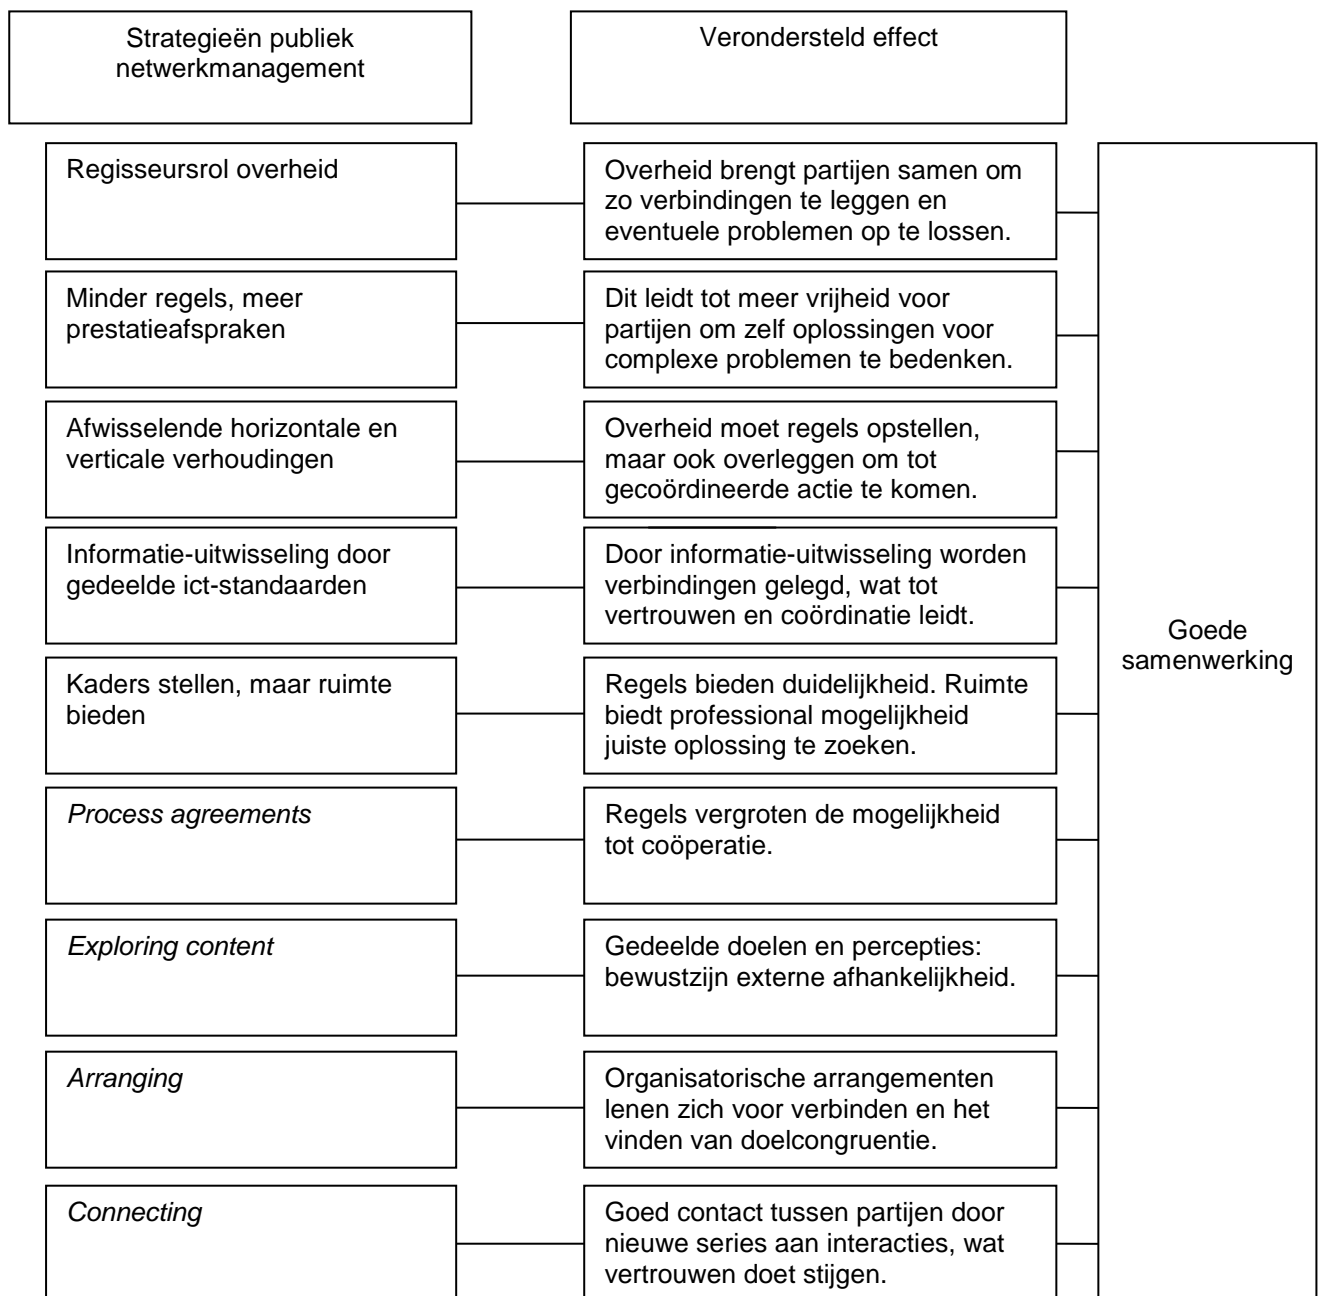 Strategieën publiek
netwerkmanagement
Verondersteld effect
Regisseursrol overheid
Overheid brengt partijen samen om
zo verbindingen te leggen en
eventuele problemen op te lossen.
Minder regels, meer
prestatieafspraken
Dit leidt tot meer vrijheid voor
partijen om zelf oplossingen voor
complexe problemen te bedenken.
Afwisselende horizontale en
verticale verhoudingen
Overheid moet regels opstellen,
maar ook overleggen om tot
gecoördineerde actie te komen.
Informatie-uitwisseling door
gedeelde ict-standaarden
Door informatie-uitwisseling worden
verbindingen gelegd, wat tot
vertrouwen en coördinatie leidt.
Kaders stellen, maar ruimte
bieden
Regels bieden duidelijkheid. Ruimte
biedt professional mogelijkheid
juiste oplossing te zoeken.
Process agreements
Regels vergroten de mogelijkheid
tot coöperatie.
Exploring content
Gedeelde doelen en percepties:
bewustzijn externe afhankelijkheid.
Arranging
Organisatorische arrangementen
lenen zich voor verbinden en het
vinden van doelcongruentie.
Connecting
Goed contact tussen partijen door
nieuwe series aan interacties, wat
vertrouwen doet stijgen.
Goede
samenwerking